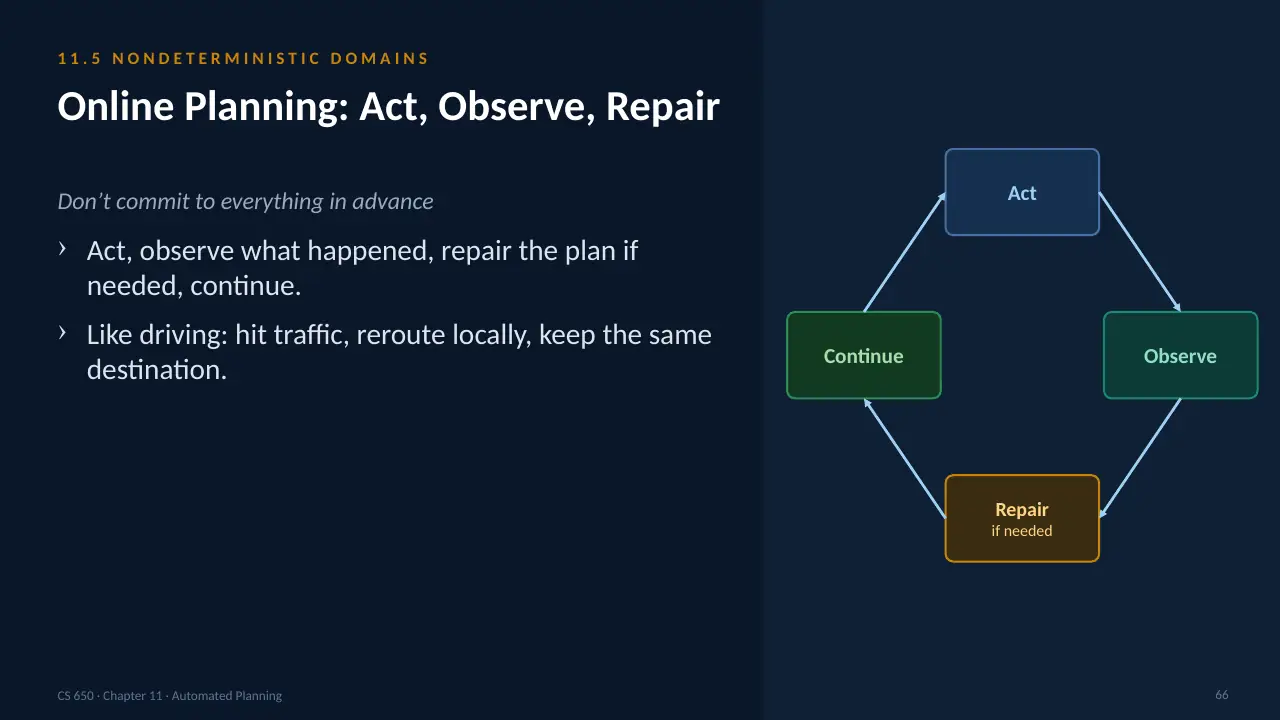 11.5 NONDETERMINISTIC DOMAINS
Online Planning: Act, Observe, Repair
Don’t commit to everything in advance
› Act, observe what happened, repair the plan if
needed, continue.
› Like driving: hit traffic, reroute locally, keep the same
destination.
Act
Continue
Observe
Repair
if needed
CS 650 · Chapter 11 · Automated Planning
66